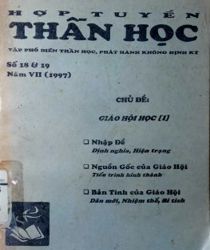 HỢP TUYỂN
THẦN HỌC
TẬP PHỔ BIẾN THẦN HỌC, PHÁT HÀNH KHÔNG ĐỊNH KỲ
Số 18 & 19
Năm VII (1997)
CHỦ ĐỀ:
GIÁO HỘI HỌC [1]
❑ Nhập Đề
Định nghĩa, Hiện trạng
❑ Nguồn Gốc của Giáo Hội
Tiến trình hình thành
❑ Bản Tính của Giáo Hội
Dân mới, Nhiệm thể, Bí tích